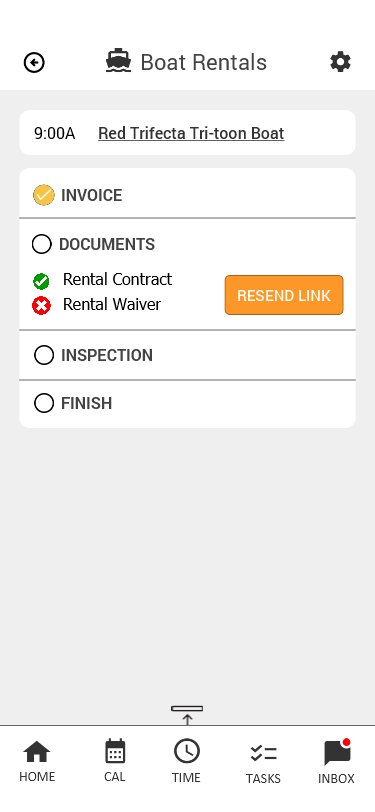 Boat Rentals
9:00A Red Trifecta Tri-toon Boat
INVOICE
DOCUMENTS
Rental Contract
Rental Waiver
RESEND LINK
INSPECTION
FINISH
HOME CAL TIME TASKS INBOX